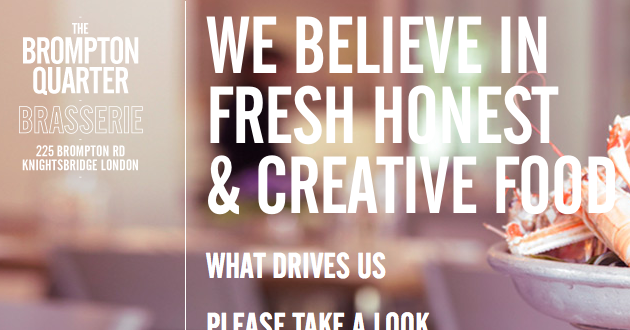 THE
BROMPTON
QUARTER
BRASSERIE
225 BROMPTON RD
KNIGHTSBRIDGE LONDON
WE BELIEVE IN
FRESH HONEST
& CREATIVE FOOD
WHAT DRIVES US
PLEASE TAKE A LOOK